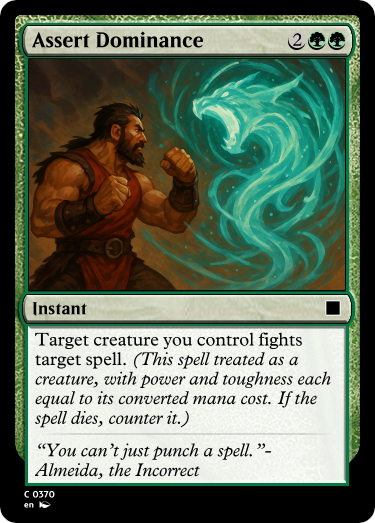 Assert Dominance 2
Instant
Target creature you control fights
target spell. (This spell treated as a
creature, with power and toughness each
equal to its converted mana cost. If the
spell dies, counter it.)
“You can't just punch a spell.”-
Almeida, the Incorrect
C 0370
en